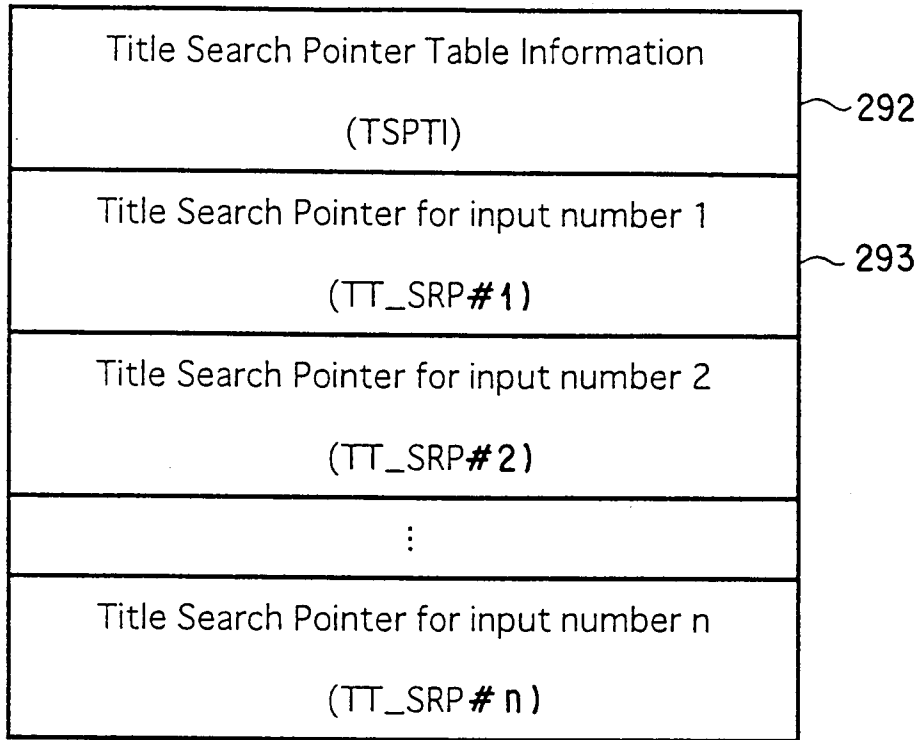 Title Search Pointer Table Information
(TSPTI)
292
Title Search Pointer for input number 1
(TT_SRP#1)
293
Title Search Pointer for input number 2
(TT_SRP#2)
⋮
Title Search Pointer for input number n
(TT_SRP#n)